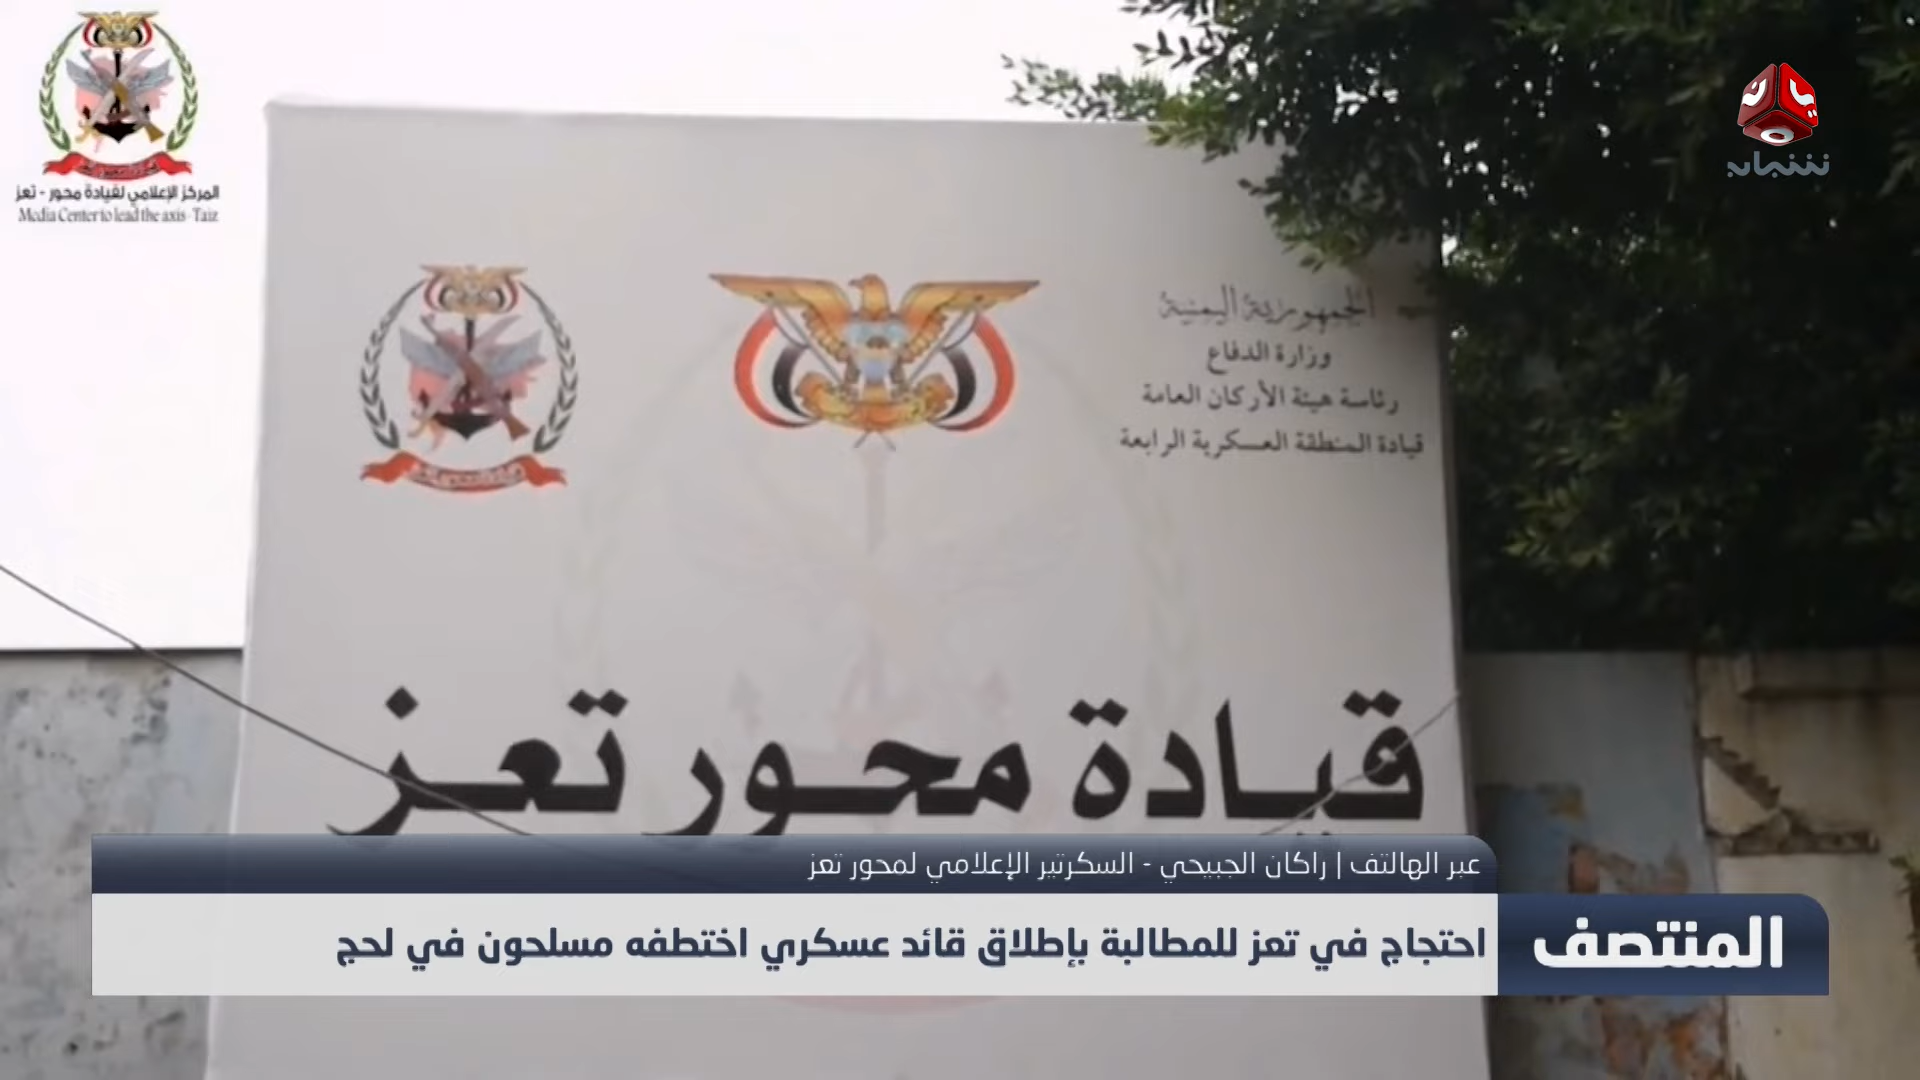 المركز الإعلامي لقيادة محور - تعز
Media Center to lead the axis - Taiz
شباب
الجمهورية اليمنية
وزارة الدفاع
رئاسة هيئة الأركان العامة
قيادة المنطقة العسكرية الرابعة
قيادة محور تعز
عبر الهالتف | راكان الجبيحي - السكرتير الإعلامي لمحور تعز
المنتصف
احتجاج في تعز للمطالبة بإطلاق قائد عسكري اختطفه مسلحون في لحج